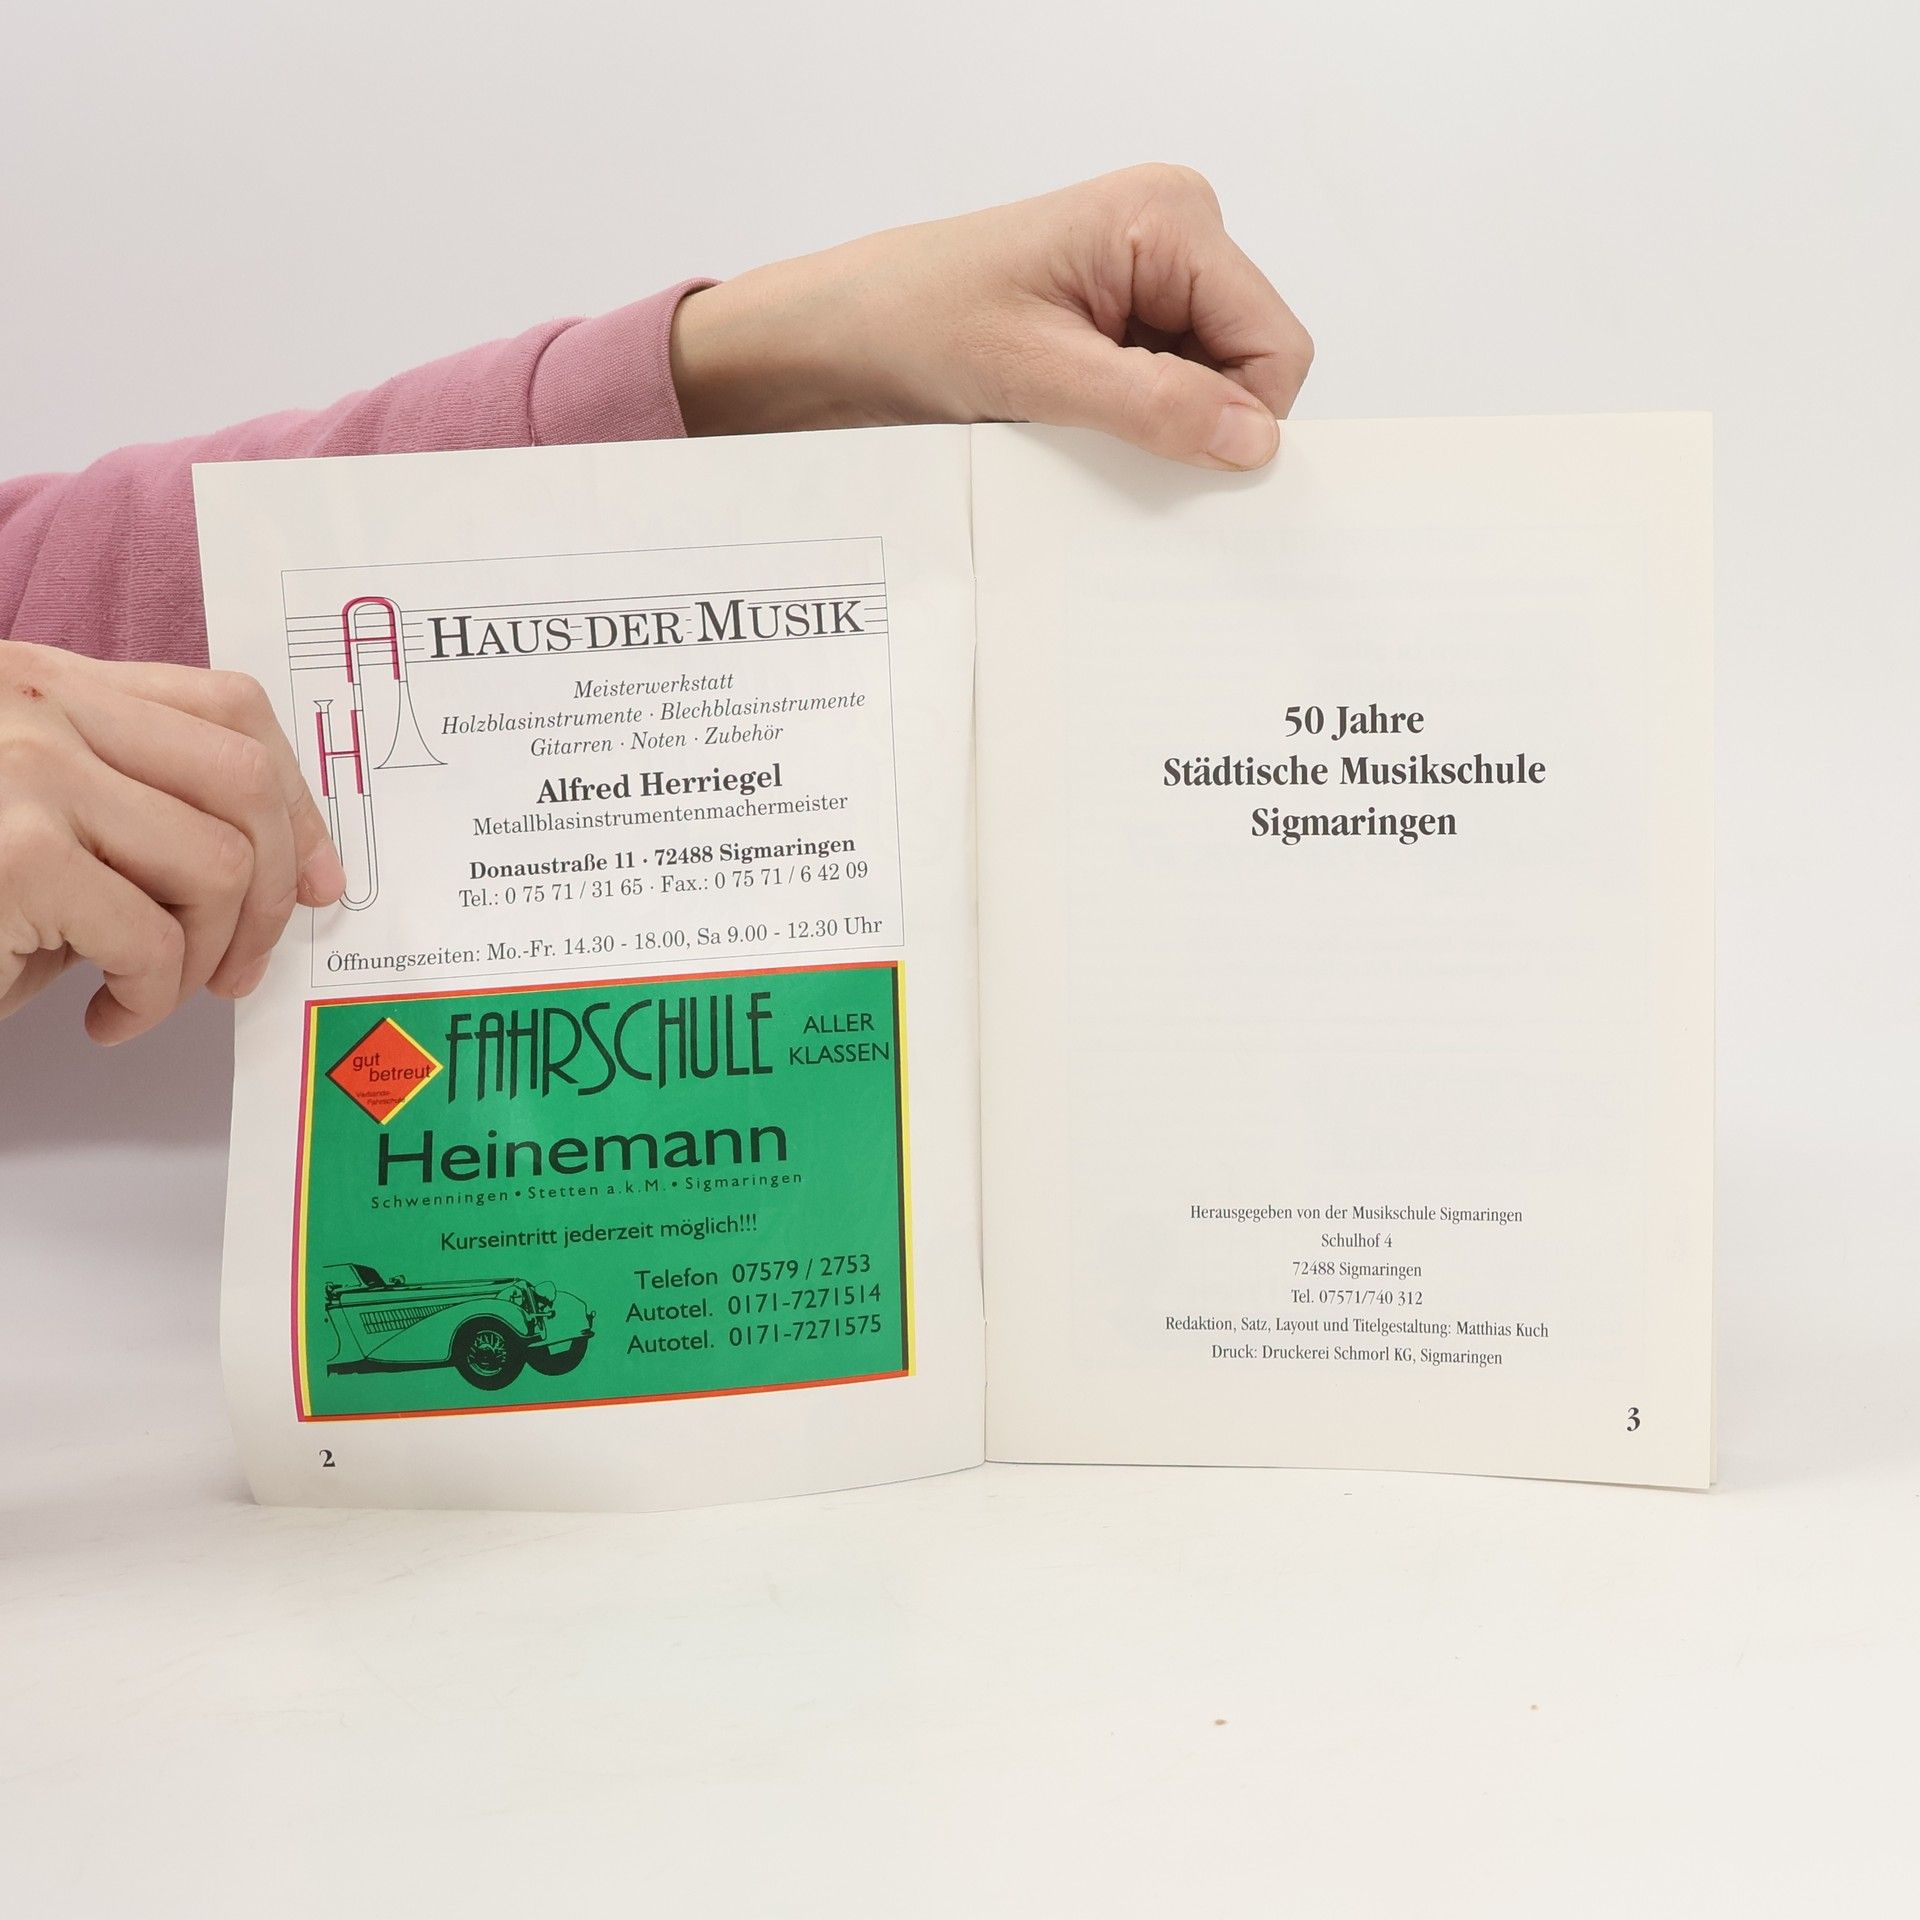 HAUS DER MUSIK
Meisterwerkstatt
Holzblasinstrumente · Blechblasinstrumente
Gitarren · Noten · Zubehör
Alfred Herriegel
Metallblasinstrumentenmachermeister
Donaustraße 11 · 72488 Sigmaringen
Tel.: 0 75 71 / 31 65 · Fax.: 0 75 71 / 6 42 09
Öffnungszeiten: Mo.-Fr. 14.30 - 18.00, Sa 9.00 - 12.30 Uhr
gut
betreut
Verbands-
Fahrschule
FAHRSCHULE
ALLER
KLASSEN
Heinemann
Schwenningen • Stetten a.k.M. • Sigmaringen
Kurseintritt jederzeit möglich!!!
Telefon 07579 / 2753
Autotel. 0171-7271514
Autotel. 0171-7271575
2
50 Jahre
Städtische Musikschule
Sigmaringen
Herausgegeben von der Musikschule Sigmaringen
Schulhof 4
72488 Sigmaringen
Tel. 07571/740 312
Redaktion, Satz, Layout und Titelgestaltung: Matthias Kuch
Druck: Druckerei Schmorl KG, Sigmaringen
3